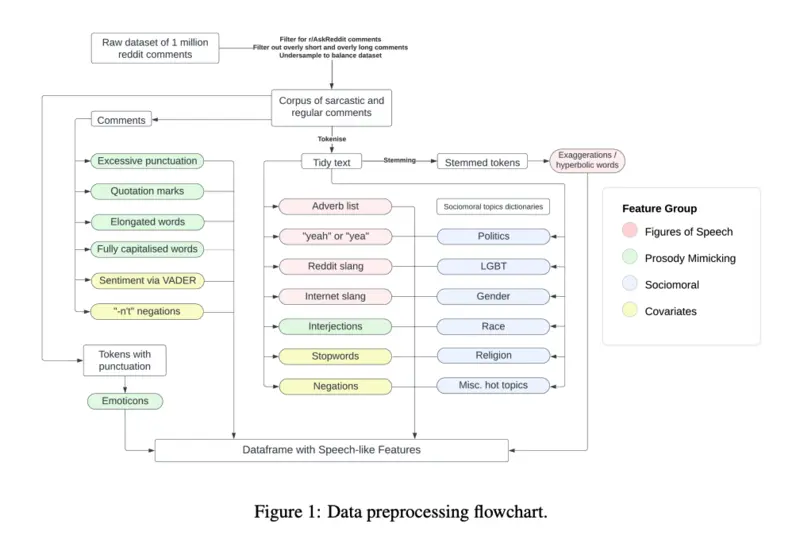 Raw dataset of 1 million
reddit comments
Filter for r/AskReddit comments
Filter out overly short and overly long comments
Undersample to balance dataset
Corpus of sarcastic and
regular comments
Comments
Tokenise
Tidy text
Stemming
Stemmed tokens
Exaggerations /
hyperbolic words
Excessive punctuation
Quotation marks
Elongated words
Fully capitalised words
Sentiment via VADER
"-n't" negations
Adverb list
"yeah" or "yea"
Reddit slang
Internet slang
Interjections
Stopwords
Negations
Sociomoral topics dictionaries
Politics
LGBT
Gender
Race
Religion
Misc. hot topics
Feature Group
Figures of Speech
Prosody Mimicking
Sociomoral
Covariates
Tokens with
punctuation
Emoticons
Dataframe with Speech-like Features
Figure 1: Data preprocessing flowchart.